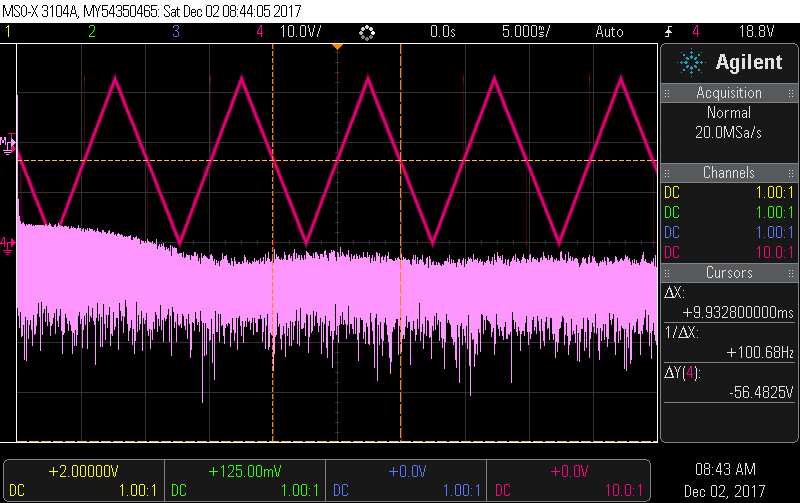 MSO-X 3104A, MY54350465: Sat Dec 02 08:44:05 2017
1 2 3 4 10.0V/ 0.0s 5.000ms/ Auto 4 18.8V
Agilent
Acquisition
Normal
20.0MSa/s
Channels
DC 1.00:1
DC 1.00:1
DC 1.00:1
DC 10.0:1
Cursors
ΔX:
+9.932800000ms
1/ΔX:
+100.68Hz
ΔY(4):
-56.4825V
M
4
+2.00000V +125.00mV +0.0V +0.0V
DC 1.00:1 DC 1.00:1 DC 1.00:1 DC 10.0:1
08:43 AM
Dec 02, 2017